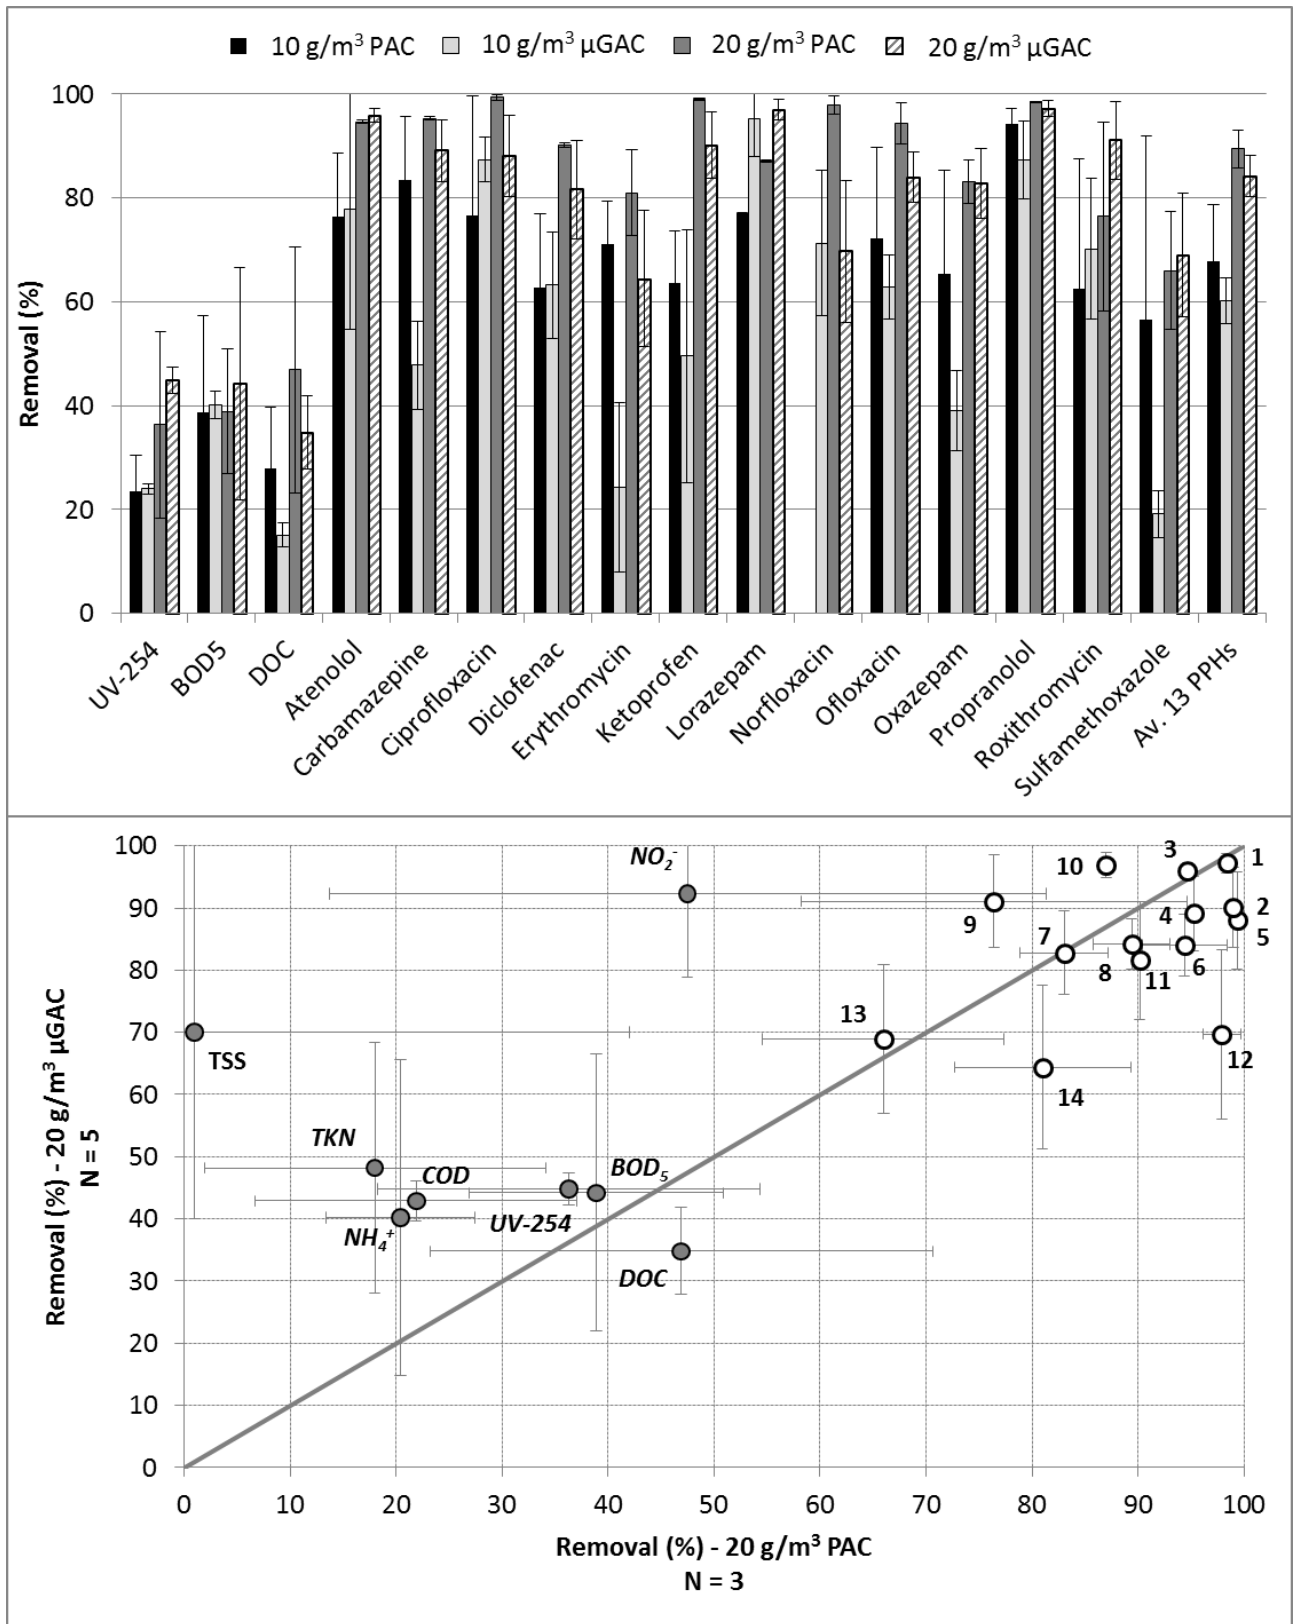 10 g/m³ PAC 10 g/m³ µGAC 20 g/m³ PAC 20 g/m³ µGAC
Removal (%)
100
80
60
40
20
0
UV-254
BOD5
DOC
Atenolol
Carbamazepine
Ciprofloxacin
Diclofenac
Erythromycin
Ketoprofen
Lorazepam
Norfloxacin
Ofloxacin
Oxazepam
Propranolol
Roxithromycin
Sulfamethoxazole
Av. 13 PPHs
Removal (%) - 20 g/m³ µGAC
N = 5
100
90
80
70
60
50
40
30
20
10
0
NO₂⁻
TSS
TKN
COD
NH₄⁺
UV-254
BOD₅
DOC
1
2
3
4
5
6
7
8
9
10
11
12
13
14
0 10 20 30 40 50 60 70 80 90 100
Removal (%) - 20 g/m³ PAC
N = 3